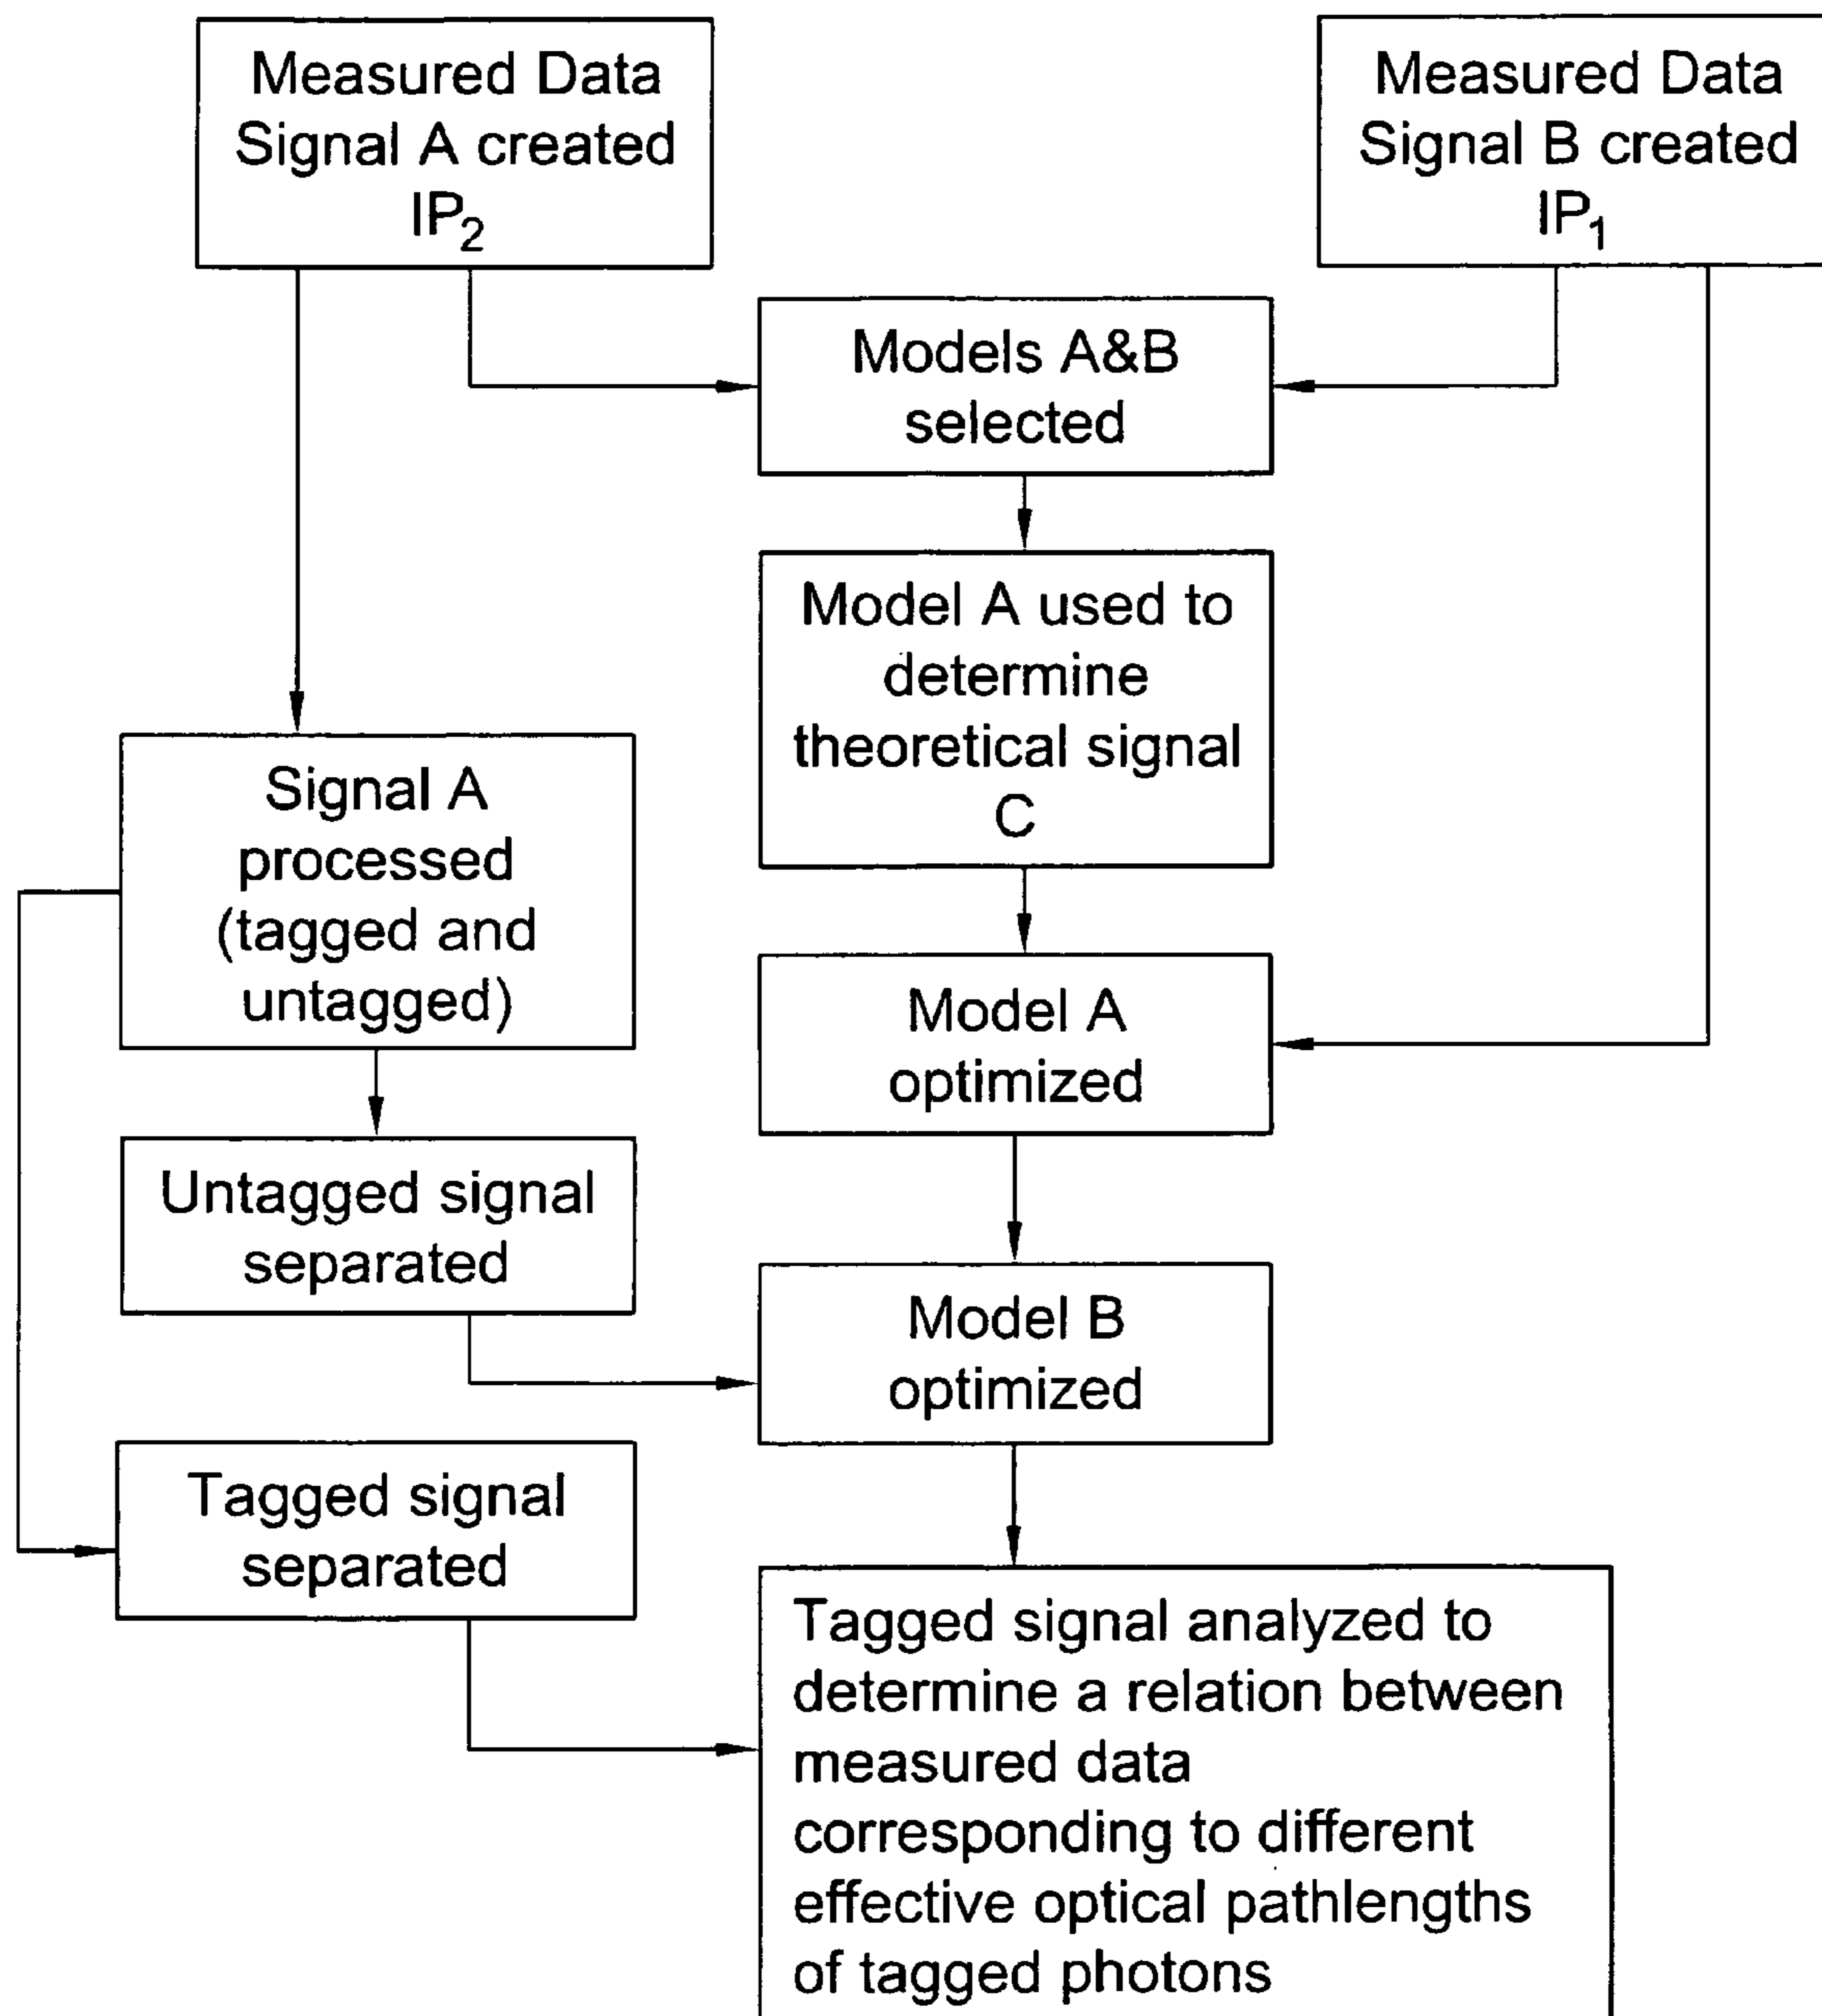 Measured Data
Signal A created
IP₂
Measured Data
Signal B created
IP₁
Models A&B
selected
Model A used to
determine
theoretical signal
C
Signal A
processed
(tagged and
untagged)
Model A
optimized
Untagged signal
separated
Model B
optimized
Tagged signal
separated
Tagged signal analyzed to
determine a relation between
measured data
corresponding to different
effective optical pathlengths
of tagged photons